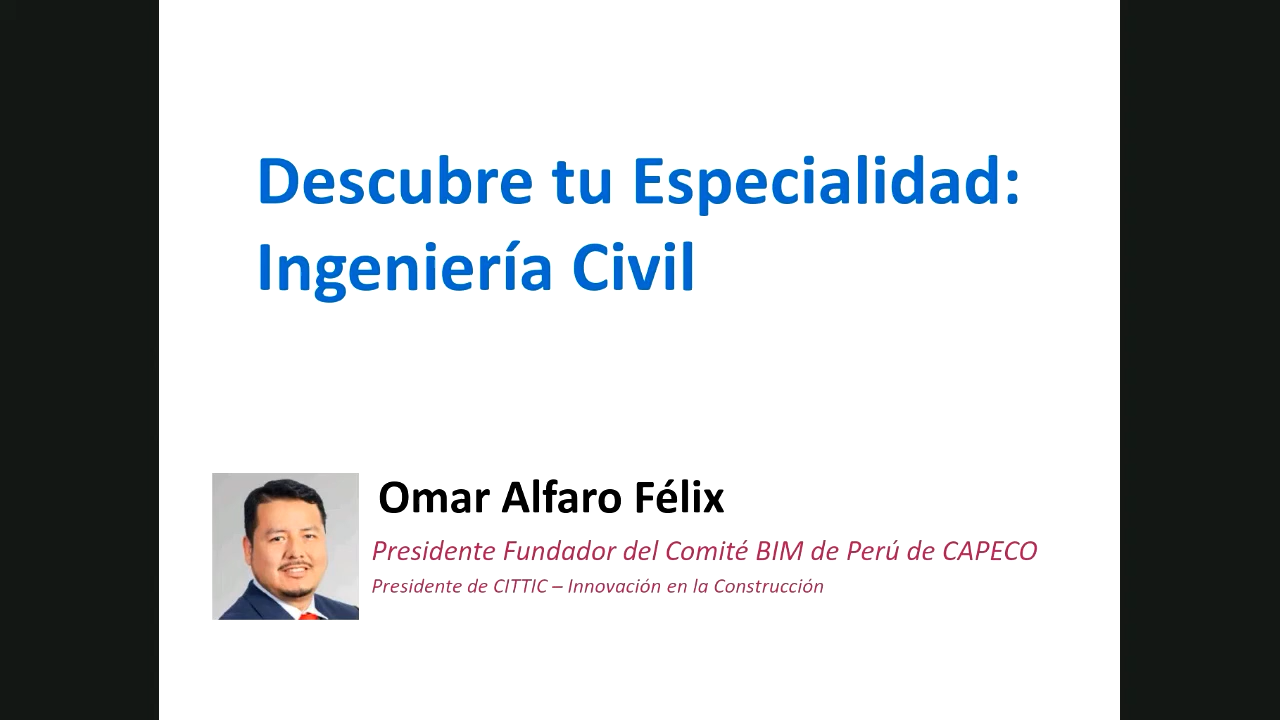 Descubre tu Especialidad:
Ingeniería Civil
Omar Alfaro Félix
Presidente Fundador del Comité BIM de Perú de CAPECO
Presidente de CITTIC – Innovación en la Construcción